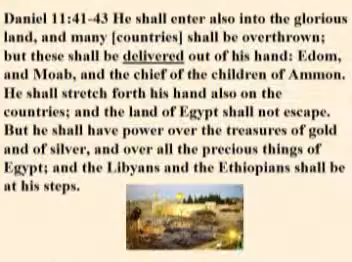 Daniel 11:41-43 He shall enter also into the glorious
land, and many [countries] shall be overthrown;
but these shall be delivered out of his hand: Edom,
and Moab, and the chief of the children of Ammon.
He shall stretch forth his hand also on the
countries; and the land of Egypt shall not escape.
But he shall have power over the treasures of gold
and of silver, and over all the precious things of
Egypt; and the Libyans and the Ethiopians shall be
at his steps.